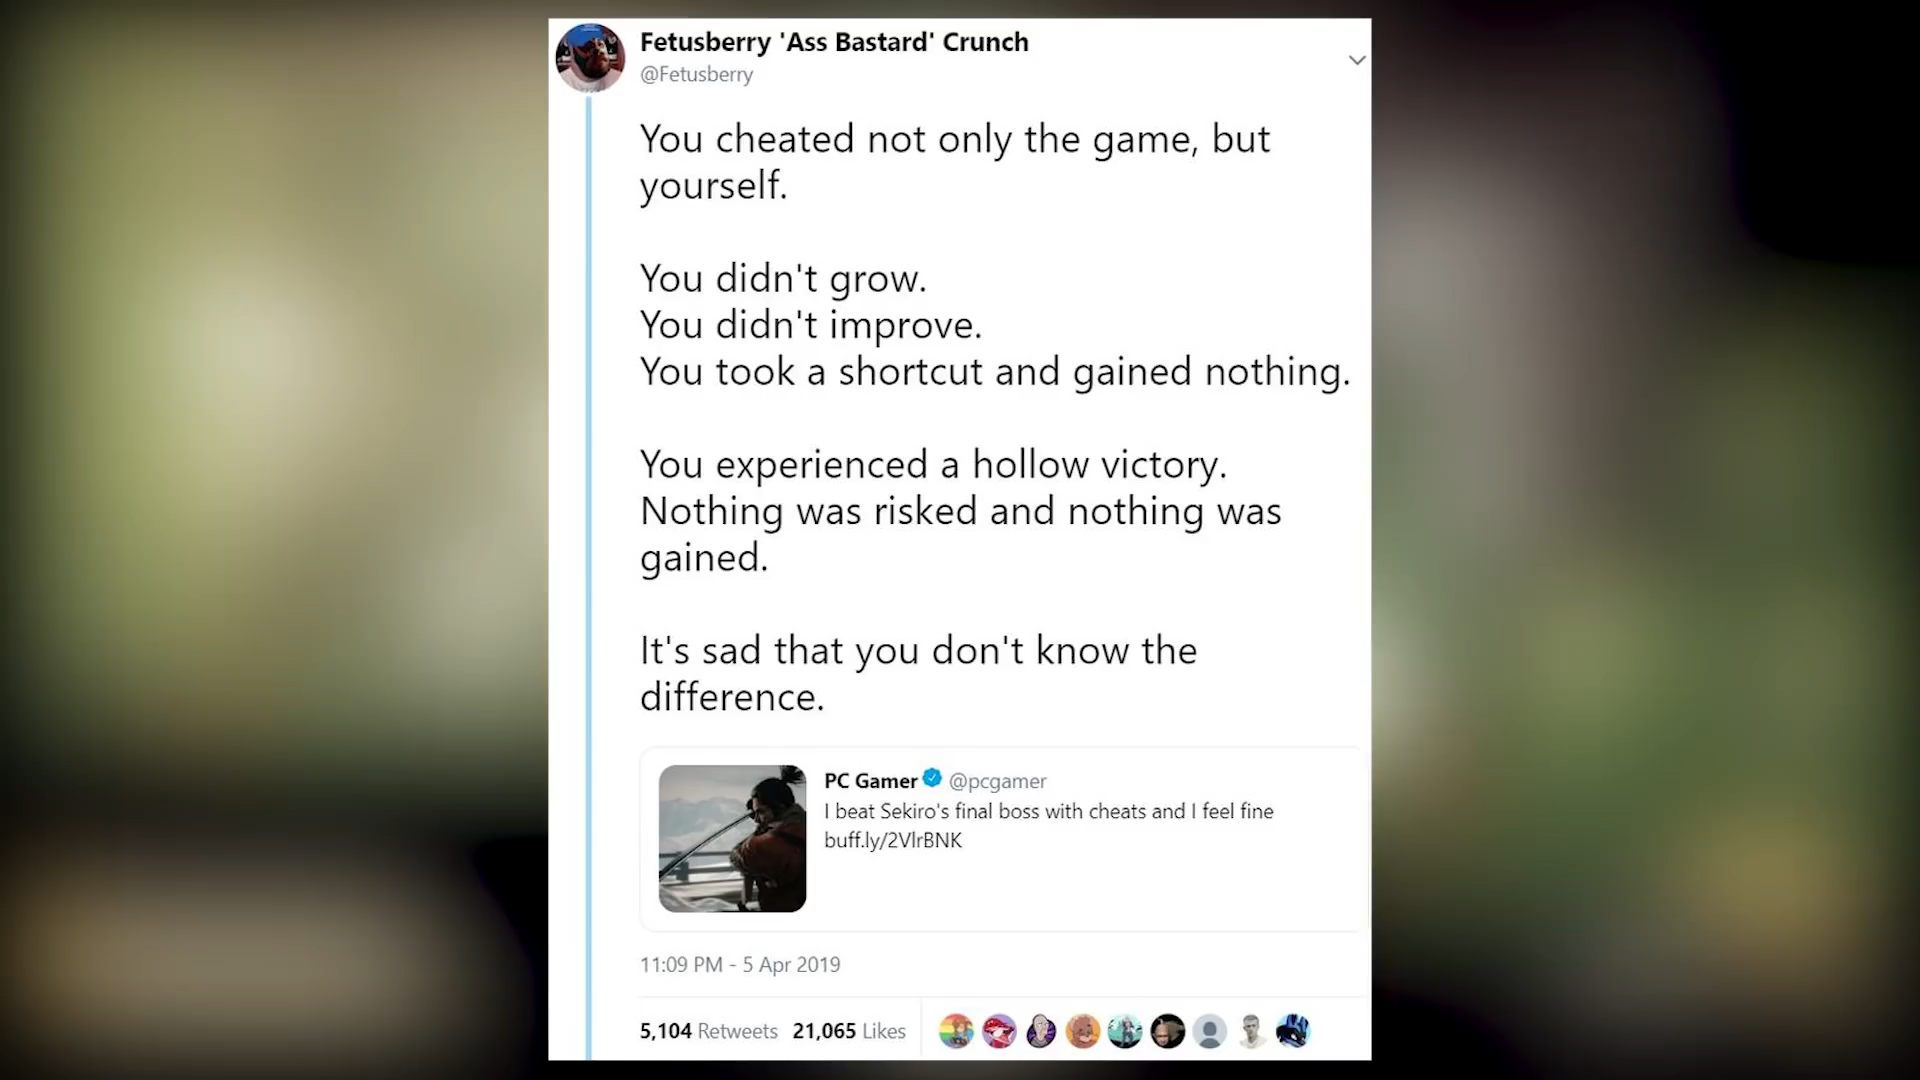 Fetusberry 'Ass Bastard' Crunch
@Fetusberry
You cheated not only the game, but
yourself.
You didn't grow.
You didn't improve.
You took a shortcut and gained nothing.
You experienced a hollow victory.
Nothing was risked and nothing was
gained.
It's sad that you don't know the
difference.
PC Gamer @pcgamer
I beat Sekiro's final boss with cheats and I feel fine
buff.ly/2VlrBNK
11:09 PM - 5 Apr 2019
5,104 Retweets 21,065 Likes